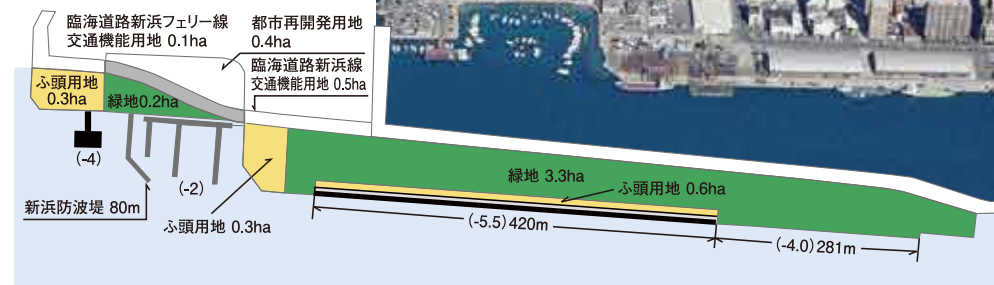 臨海道路新浜フェリー線
交通機能用地 0.1ha
都市再開発用地
0.4ha
臨海道路新浜線
交通機能用地 0.5ha
ふ頭用地
0.3ha
緑地0.2ha
(-4)
(-2)
新浜防波堤 80m
ふ頭用地 0.3ha
緑地 3.3ha
ふ頭用地 0.6ha
(-5.5)420m
(-4.0)281m